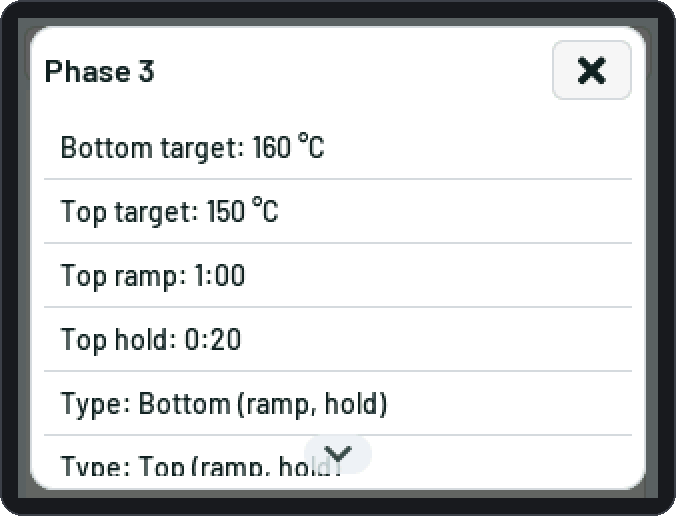 Phase 3
Bottom target: 160 °C
Top target: 150 °C
Top ramp: 1:00
Top hold: 0:20
Type: Bottom (ramp, hold)
Type: Top (ramp, hold)